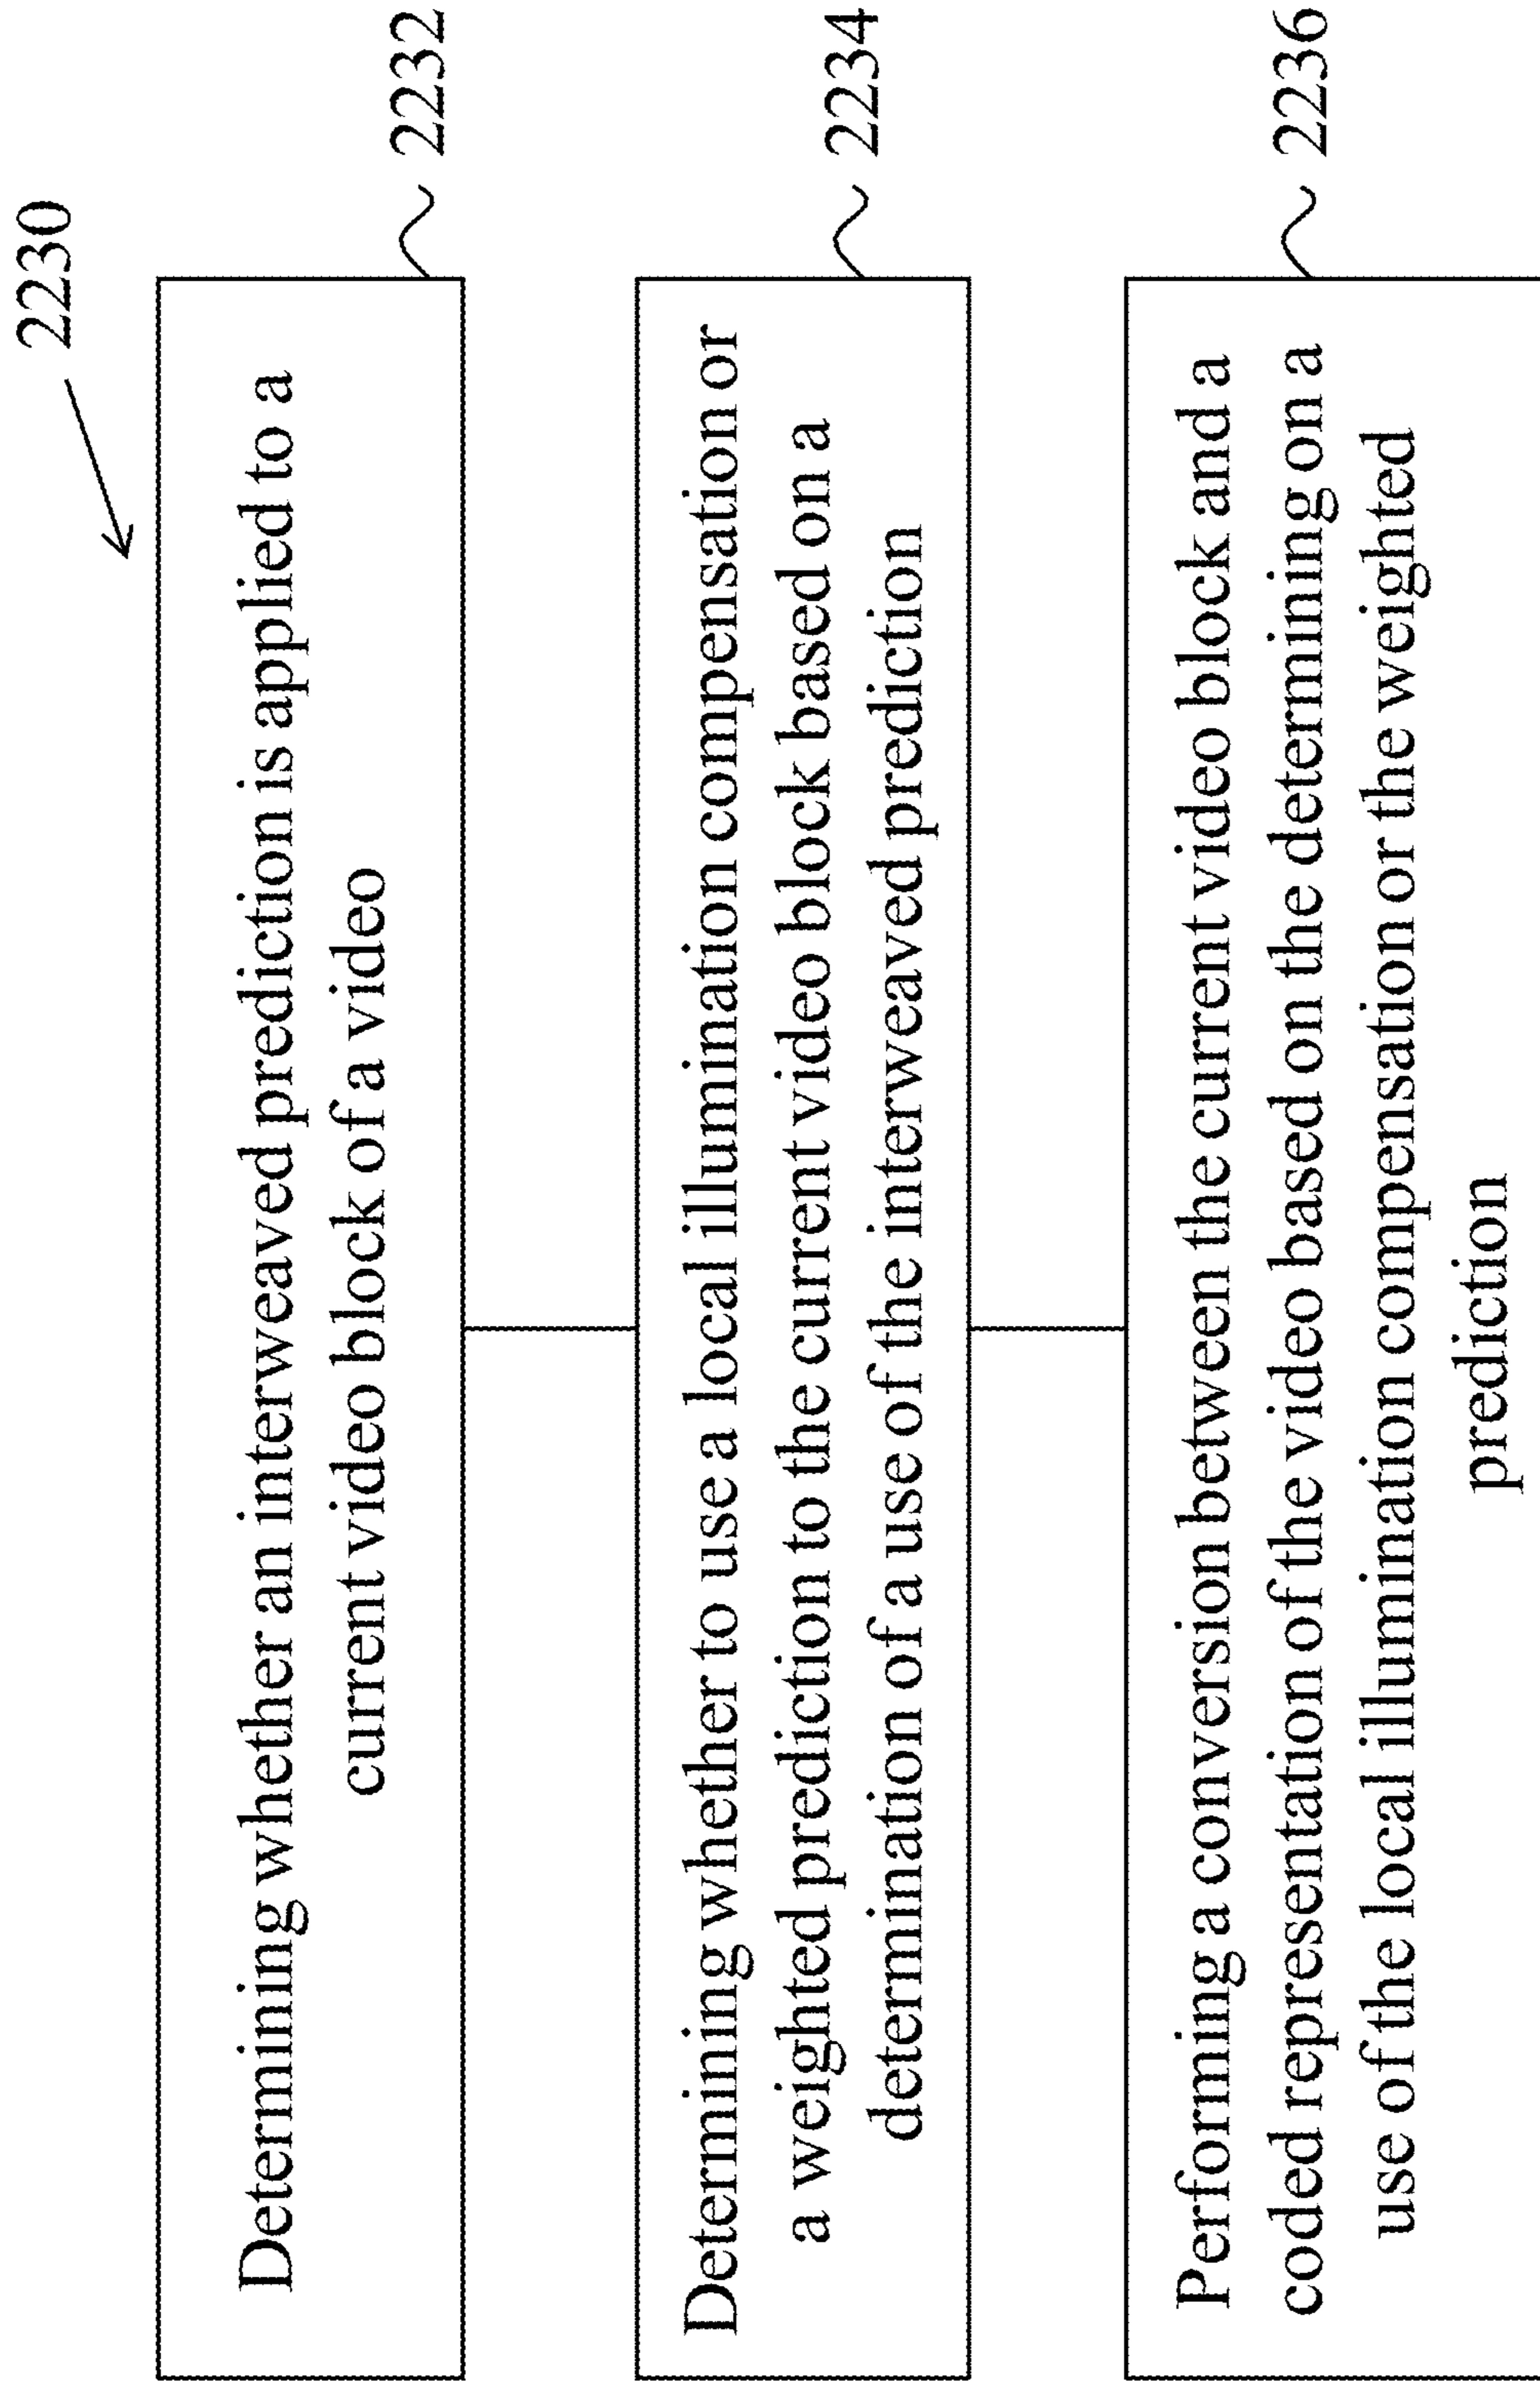 2230
Determining whether an interweaved prediction is applied to a
current video block of a video
2232
Determining whether to use a local illumination compensation or
a weighted prediction to the current video block based on a
determination of a use of the interweaved prediction
2234
Performing a conversion between the current video block and a
coded representation of the video based on the determining on a
use of the local illumination compensation or the weighted
prediction
2236